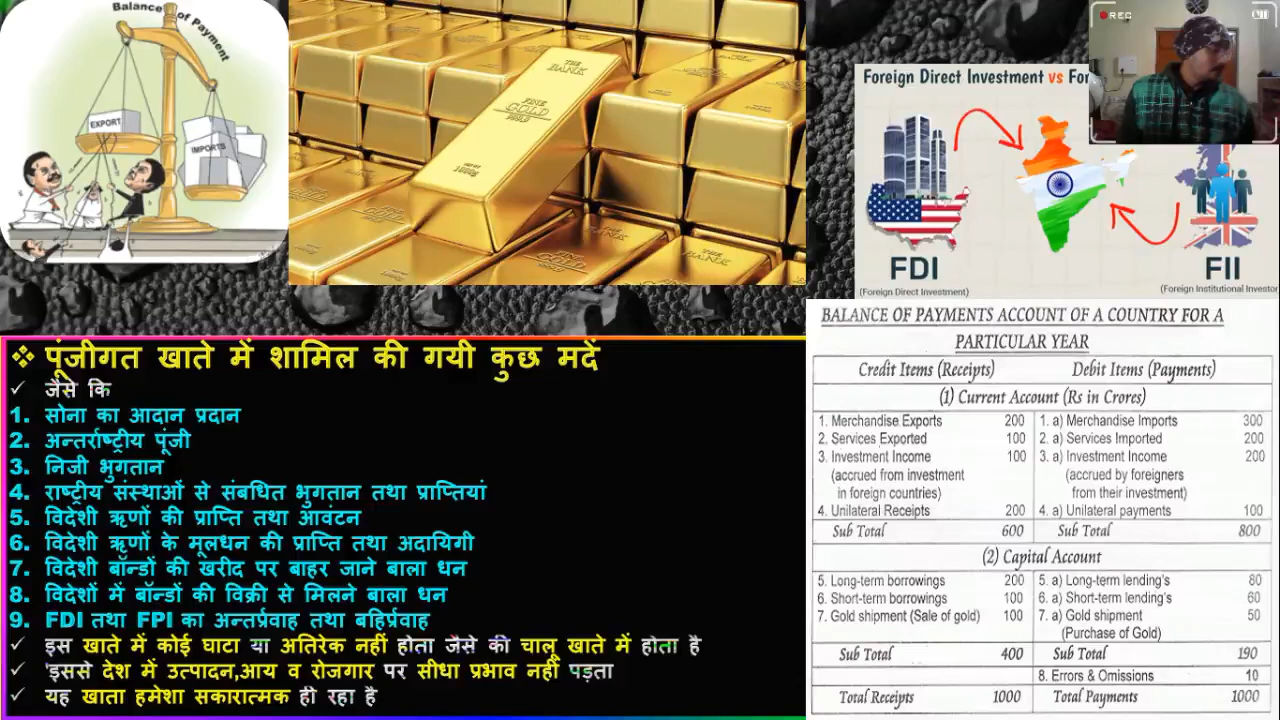 Balance of Payment
EXPORT
IMPORTS
THE
BANK
FINE
GOLD
1000g
REC
Foreign Direct Investment vs For
FDI
(Foreign Direct Investment)
FII
(Foreign Institutional Investor
❖ पूंजीगत खाते में शामिल की गयी कुछ मदें
✓ जैसे कि
1. सोना का आदान प्रदान
2. अन्तर्राष्ट्रीय पूंजी
3. निजी भुगतान
4. राष्ट्रीय संस्थाओं से संबधित भुगतान तथा प्राप्तियां
5. विदेशी ऋणों की प्राप्ति तथा आवंटन
6. विदेशी ऋणों के मूलधन की प्राप्ति तथा अदायिगी
7. विदेशी बॉन्डों की खरीद पर बाहर जाने बाला धन
8. विदेशों में बॉन्डों की विक्री से मिलने बाला धन
9. FDI तथा FPI का अन्तर्प्रवाह तथा बहिर्प्रवाह
✓ इस खाते में कोई घाटा या अतिरेक नहीं होता जैसे की चालू खाते में होता है
✓ 'इससे देश में उत्पादन,आय व रोजगार पर सीधा प्रभाव नहीं पड़ता
✓ यह खाता हमेशा सकारात्मक ही रहा है
BALANCE OF PAYMENTS ACCOUNT OF A COUNTRY FOR A
PARTICULAR YEAR
Credit Items (Receipts) Debit Items (Payments)
(1) Current Account (Rs in Crores)
1. Merchandise Exports 200 1. a) Merchandise Imports 300
2. Services Exported 100 2. a) Services Imported 200
3. Investment Income 100 3. a) Investment Income 200
(accrued from investment (accrued by foreigners
in foreign countries) from their investment)
4. Unilateral Receipts 200 4. a) Unilateral payments 100
Sub Total 600 Sub Total 800
(2) Capital Account
5. Long-term borrowings 200 5. a) Long-term lending's 80
6. Short-term borrowings 100 6. a) Short-term lending's 60
7. Gold shipment (Sale of gold) 100 7. a) Gold shipment 50
(Purchase of Gold)
Sub Total 400 Sub Total 190
8. Errors & Omissions 10
Total Receipts 1000 Total Payments 1000